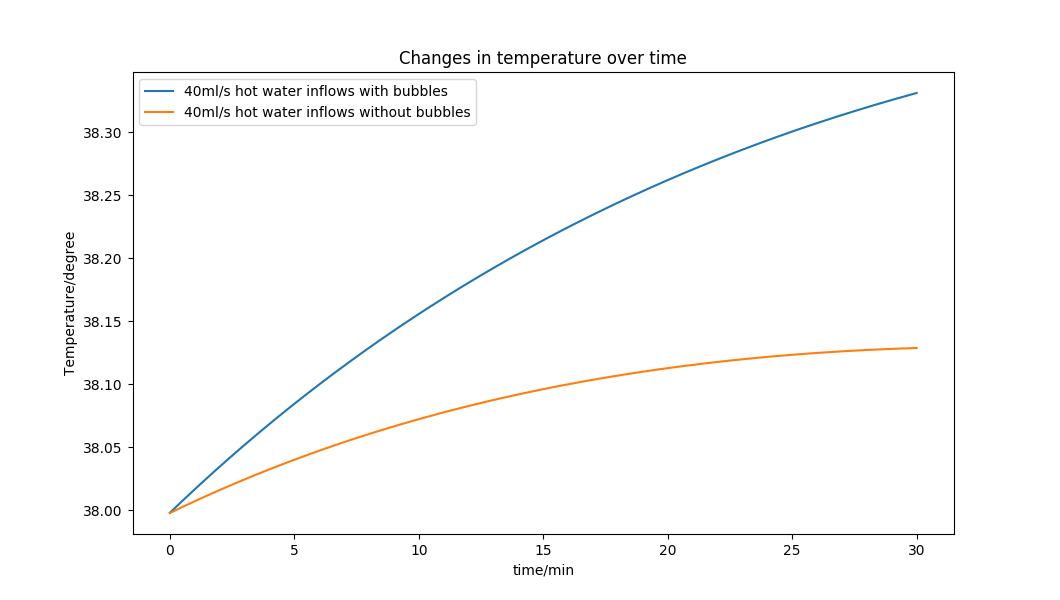 Changes in temperature over time
40ml/s hot water inflows with bubbles
40ml/s hot water inflows without bubbles
Temperature/degree
38.30
38.25
38.20
38.15
38.10
38.05
38.00
0 5 10 15 20 25 30
time/min